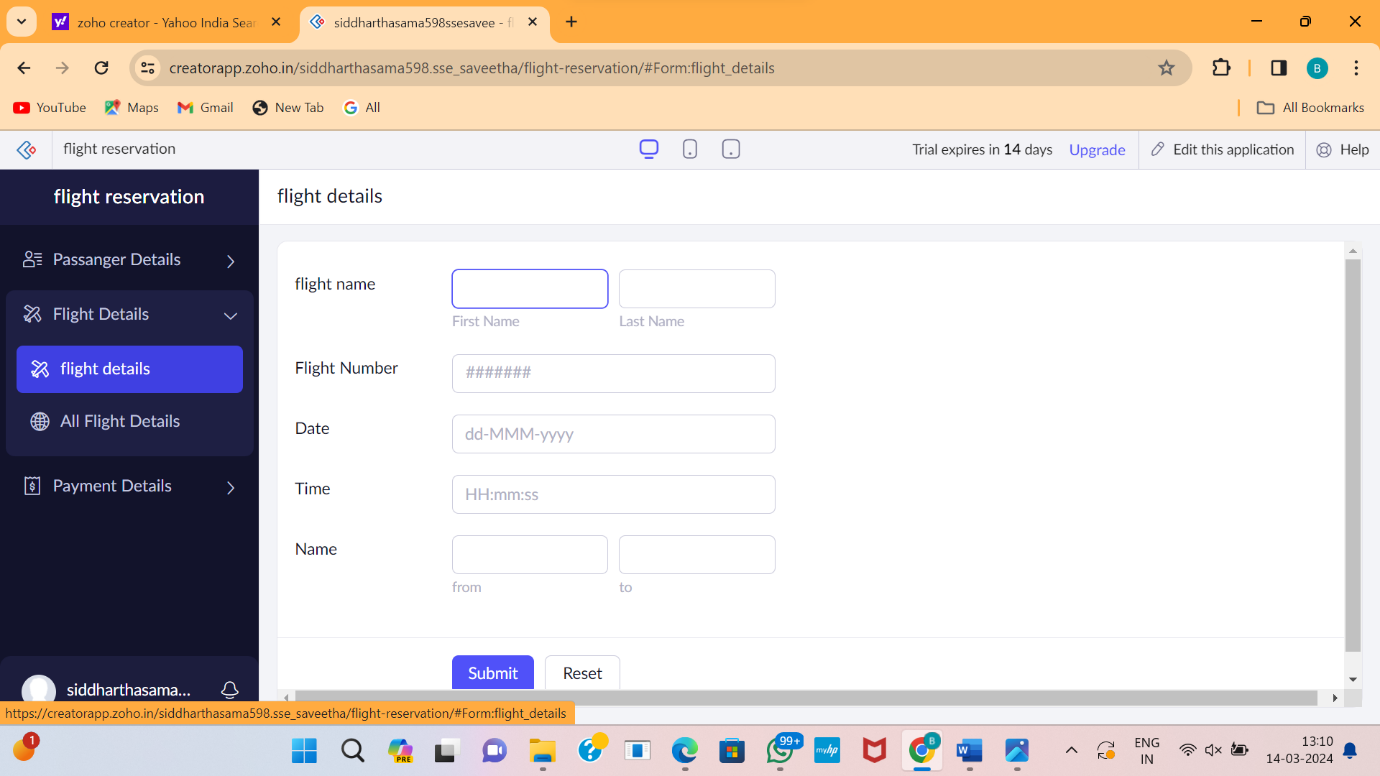 zoho creator - Yahoo India Sear
siddharthasama598ssesavee - fl
creatorapp.zoho.in/siddharthasama598.sse_saveetha/flight-reservation/#Form:flight_details
B
YouTube
Maps
Gmail
New Tab
All
All Bookmarks
flight reservation
Trial expires in 14 days
Upgrade
Edit this application
Help
flight reservation
flight details
Passanger Details
Flight Details
flight details
All Flight Details
Payment Details
flight name
First Name
Last Name
Flight Number
#######
Date
dd-MMM-yyyy
Time
HH:mm:ss
Name
from
to
Submit
Reset
siddharthasama...
https://creatorapp.zoho.in/siddharthasama598.sse_saveetha/flight-reservation/#Form:flight_details
1
PRE
99+
myhp
B
W
ENG
IN
13:10
14-03-2024